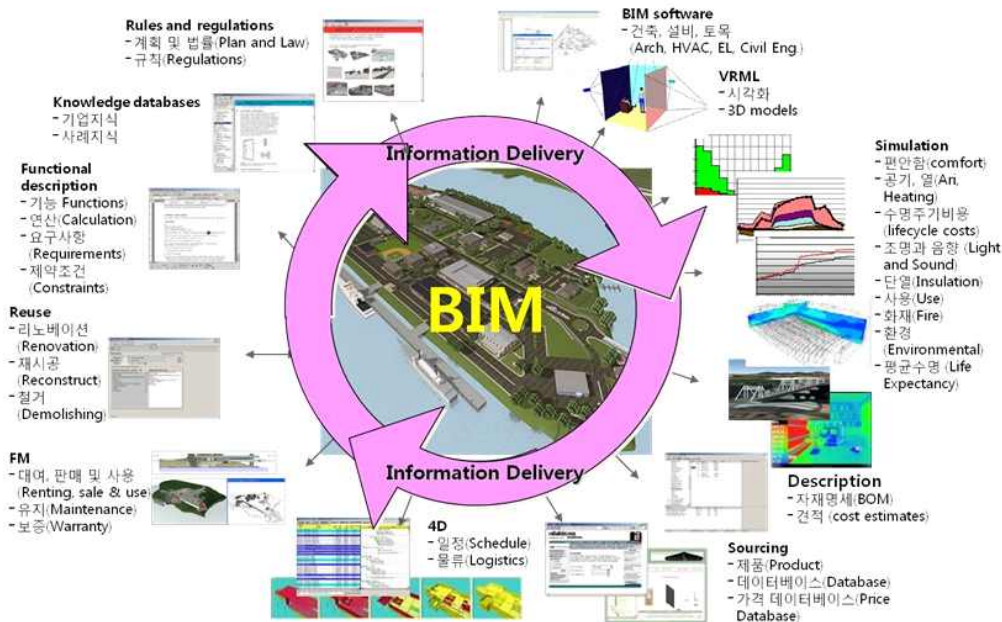 Rules and regulations
- 계획 및 법률(Plan and Law)
- 규칙(Regulations)
BIM software
- 건축, 설비, 토목
(Arch, HVAC, EL, Civil Eng.)
VRML
- 시각화
- 3D models
Knowledge databases
- 기업지식
- 사례지식
Functional
description
- 기능 Functions)
- 연산(Calculation)
- 요구사항
(Requirements)
- 제약조건
(Constraints)
Simulation
- 편안함(comfort)
- 공기, 열(Ari,
Heating)
- 수명주기비용
(lifecycle costs)
- 조명과 음향 (Light
and Sound)
- 단열(Insulation)
- 사용(Use)
- 화재(Fire)
- 환경
(Environmental)
- 평균수명 (Life
Expectancy)
Information Delivery
BIM
Information Delivery
Reuse
- 리노베이션
(Renovation)
- 재시공
(Reconstruct)
- 철거
(Demolishing)
FM
- 대여, 판매 및 사용
(Renting, sale & use)
- 유지(Maintenance)
- 보증(Warranty)
4D
- 일정(Schedule)
- 물류(Logistics)
Description
- 자재명세(BOM)
- 견적 (cost estimates)
Sourcing
- 제품(Product)
- 데이터베이스(Database)
- 가격 데이터베이스(Price
Database)